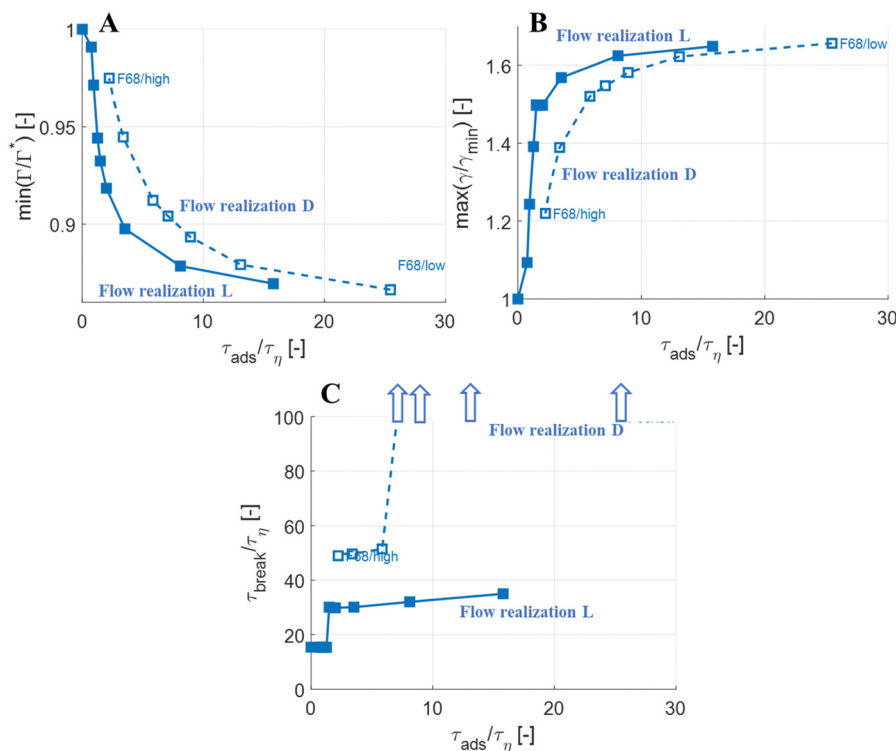 A
Flow realization L
B
F68/low
1
1.6
F68/high
min(Γ/Γ*) [-]
0.95
max(γ/γmin) [-]
1.4
Flow realization D
Flow realization D
0.9
1.2
F68/high
F68/low
Flow realization L
1
0 10 20 30
0 10 20 30
τads/τη [-]
τads/τη [-]
C
100
Flow realization D
80
τbreak/τη [-]
60
F68/high
40
Flow realization L
20
0
0 10 20 30
τads/τη [-]